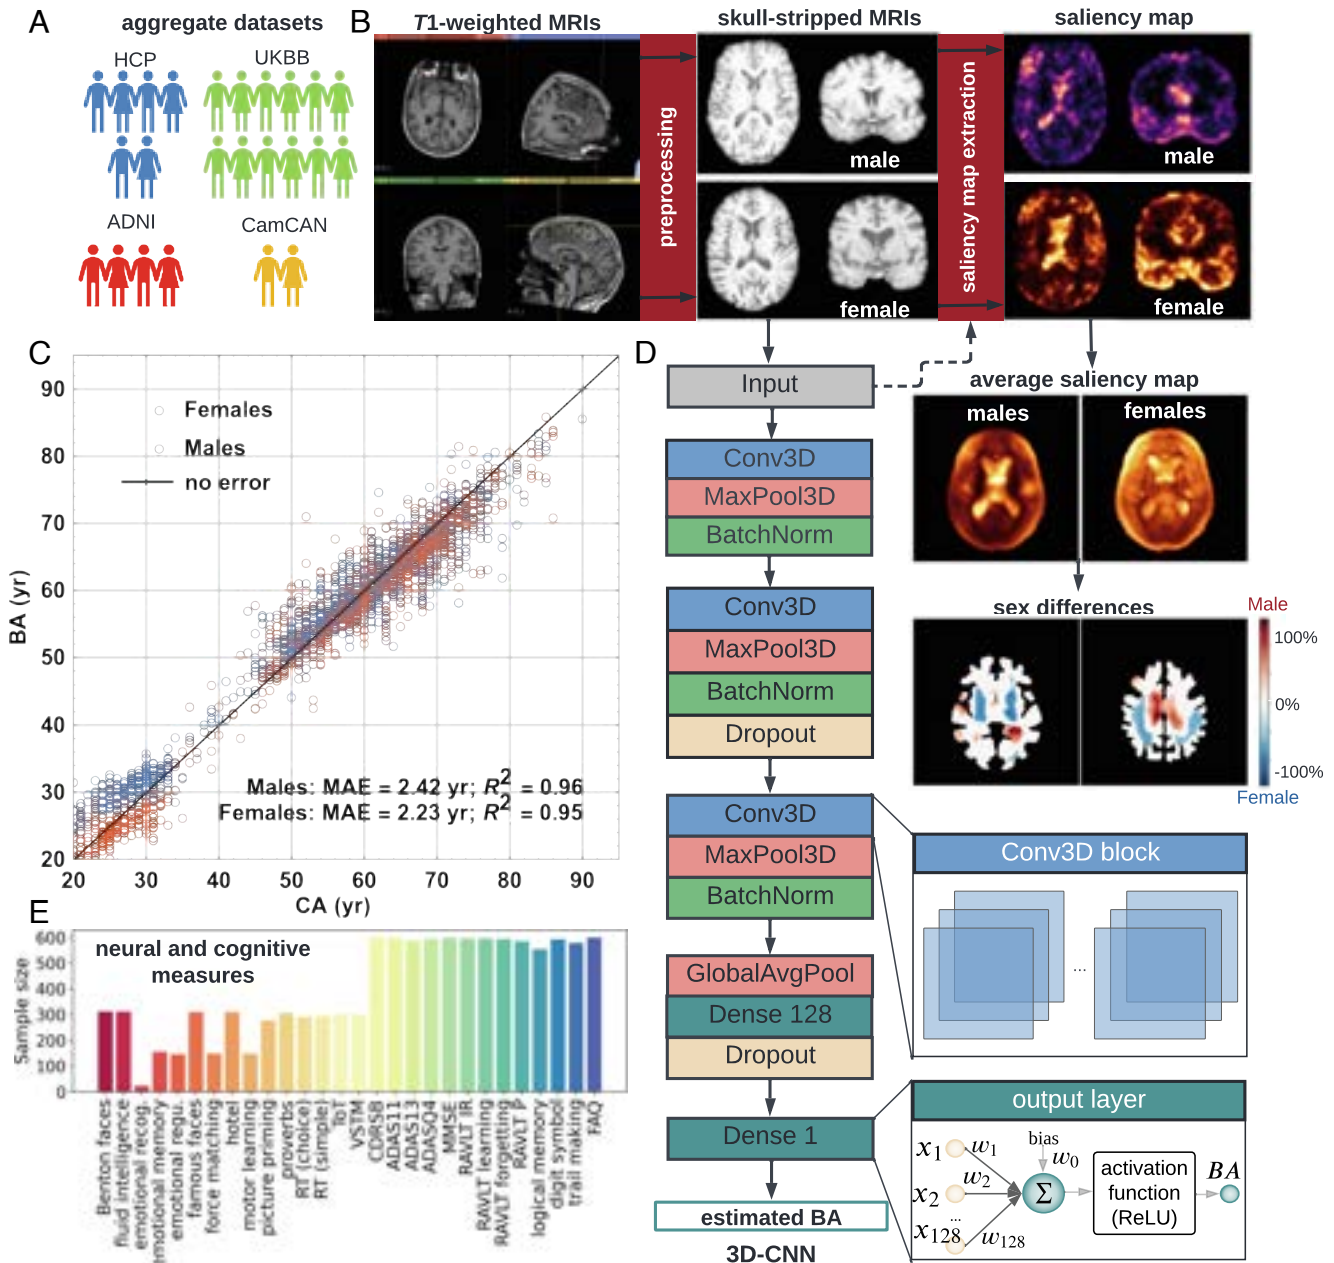 A
aggregate datasets
HCP
UKBB
ADNI
CamCAN
B
T1-weighted MRIs
skull-stripped MRIs
saliency map
preprocessing
saliency map extraction
male
female
male
female
C
90
80
70
60
50
40
30
20
BA (yr)
Females
Males
no error
Males: MAE = 2.42 yr; R² = 0.96
Females: MAE = 2.23 yr; R² = 0.95
20 30 40 50 60 70 80 90
CA (yr)
D
Input
Conv3D
MaxPool3D
BatchNorm
Conv3D
MaxPool3D
BatchNorm
Dropout
Conv3D
MaxPool3D
BatchNorm
GlobalAvgPool
Dense 128
Dropout
Dense 1
estimated BA
3D-CNN
average saliency map
males
females
sex differences
Male
100%
0%
-100%
Female
Conv3D block
...
output layer
x1
x2
...
x128
w1
w2
w128
bias
w0
Σ
activation
function
(ReLU)
BA
E
neural and cognitive
measures
Sample size
600
500
400
300
200
100
0
Benton faces
fluid intelligence
emotional recog.
emotional memory
emotional regu.
famous faces
force matching
hotel
motor learning
picture priming
proverbs
RT (choice)
RT (simple)
ToT
VSTM
CDRSB
ADAS11
ADAS13
ADASQ4
MMSE
RAVLT IR
RAVLT learning
RAVLT forgetting
RAVLT P
logical memory
digit symbol
trail making
FAQ